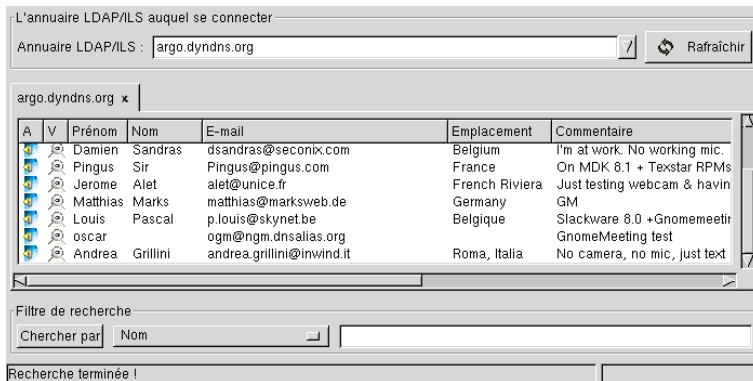 L'annuaire LDAP/ILS auquel se connecter
Annuaire LDAP/ILS : argo.dyndns.org Rafraîchir
argo.dyndns.org x
A V Prénom Nom E-mail Emplacement Commentaire
Damien Sandras dsandras@seconix.com Belgium I'm at work. No working mic.
Pingus Sir Pingus@pingus.com France On MDK 8.1 + Texstar RPMs
Jerome Alet alet@unice.fr French Riviera Just testing webcam & havin
Matthias Marks matthias@marksweb.de Germany GM
Louis Pascal p.louis@skynet.be Belgique Slackware 8.0 +Gnomemeetin
oscar ogm@ngm.dnsalias.org GnomeMeeting test
Andrea Grillini andrea.grillini@inwind.it Roma, Italia No camera, no mic, just text
Filtre de recherche
Chercher par Nom
Recherche terminée !